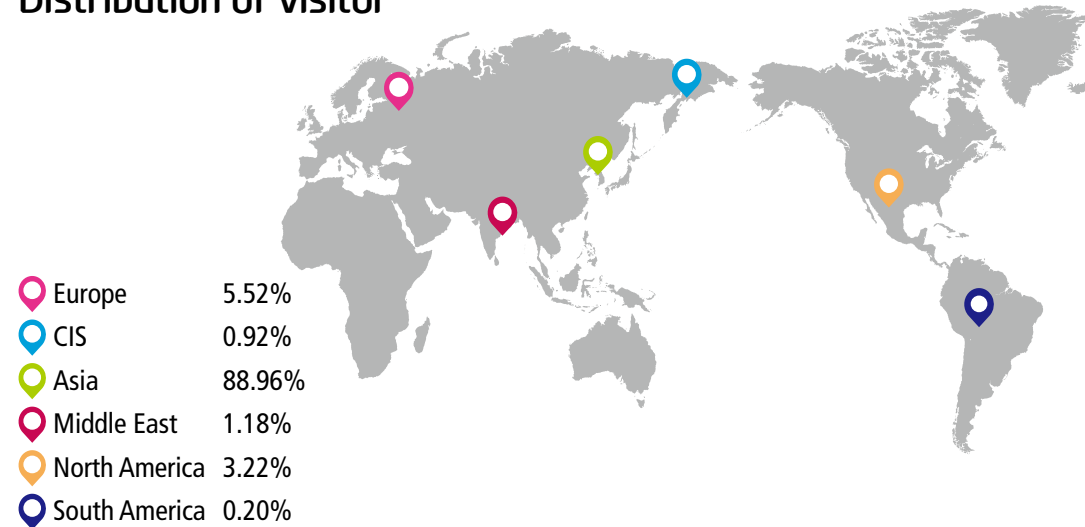 Distribution of Visitor
Europe 5.52%
CIS 0.92%
Asia 88.96%
Middle East 1.18%
North America 3.22%
South America 0.20%